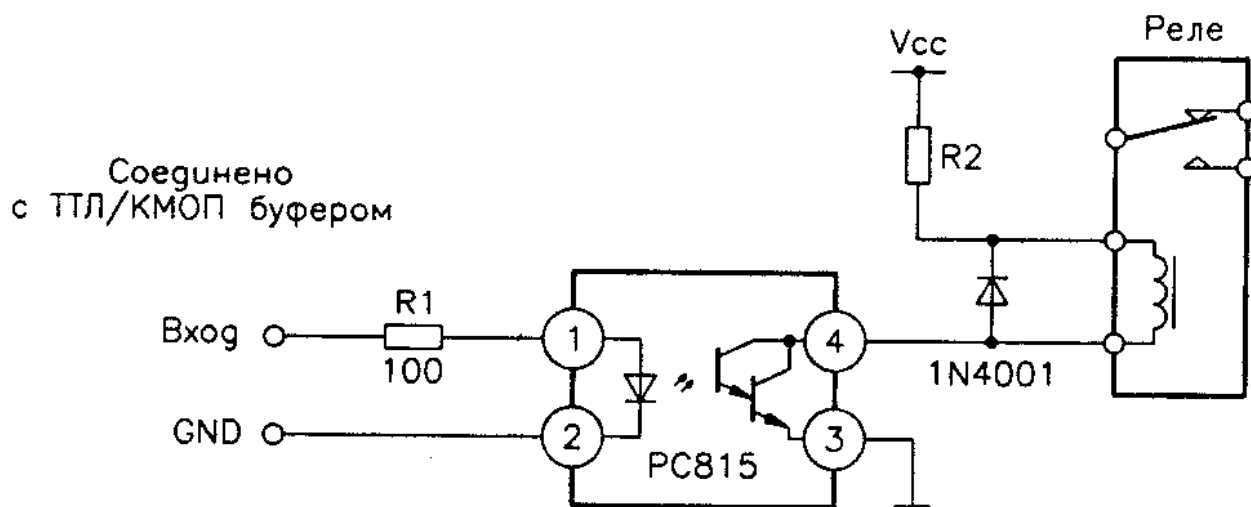 Реле
Vcc
R2
Соединено
с ТТЛ/КМОП буфером
R1
Вход
100
1
4
1N4001
GND
2
3
PC815